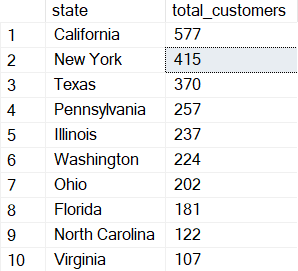 state total_customers
1 California 577
2 New York 415
3 Texas 370
4 Pennsylvania 257
5 Illinois 237
6 Washington 224
7 Ohio 202
8 Florida 181
9 North Carolina 122
10 Virginia 107